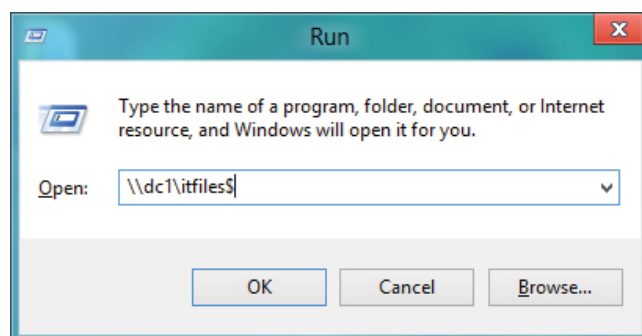 Run
Type the name of a program, folder, document, or Internet
resource, and Windows will open it for you.
Open: \\dc1\itfiles$
OK Cancel Browse...